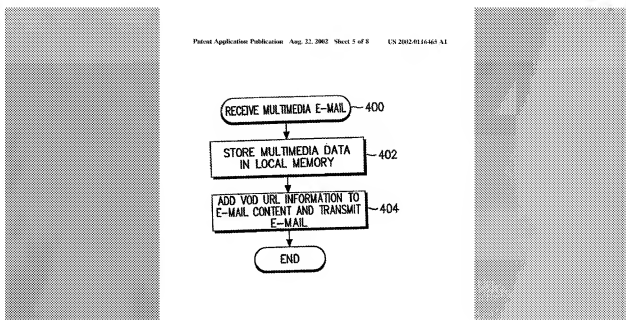 Patent Application Publication Aug. 22, 2002 Sheet 5 of 8 US 2002/0116465 A1
RECEIVE MULTIMEDIA E-MAIL 400
STORE MULTIMEDIA DATA
IN LOCAL MEMORY 402
ADD VOD URL INFORMATION TO
E-MAIL CONTENT AND TRANSMIT
E-MAIL 404
END